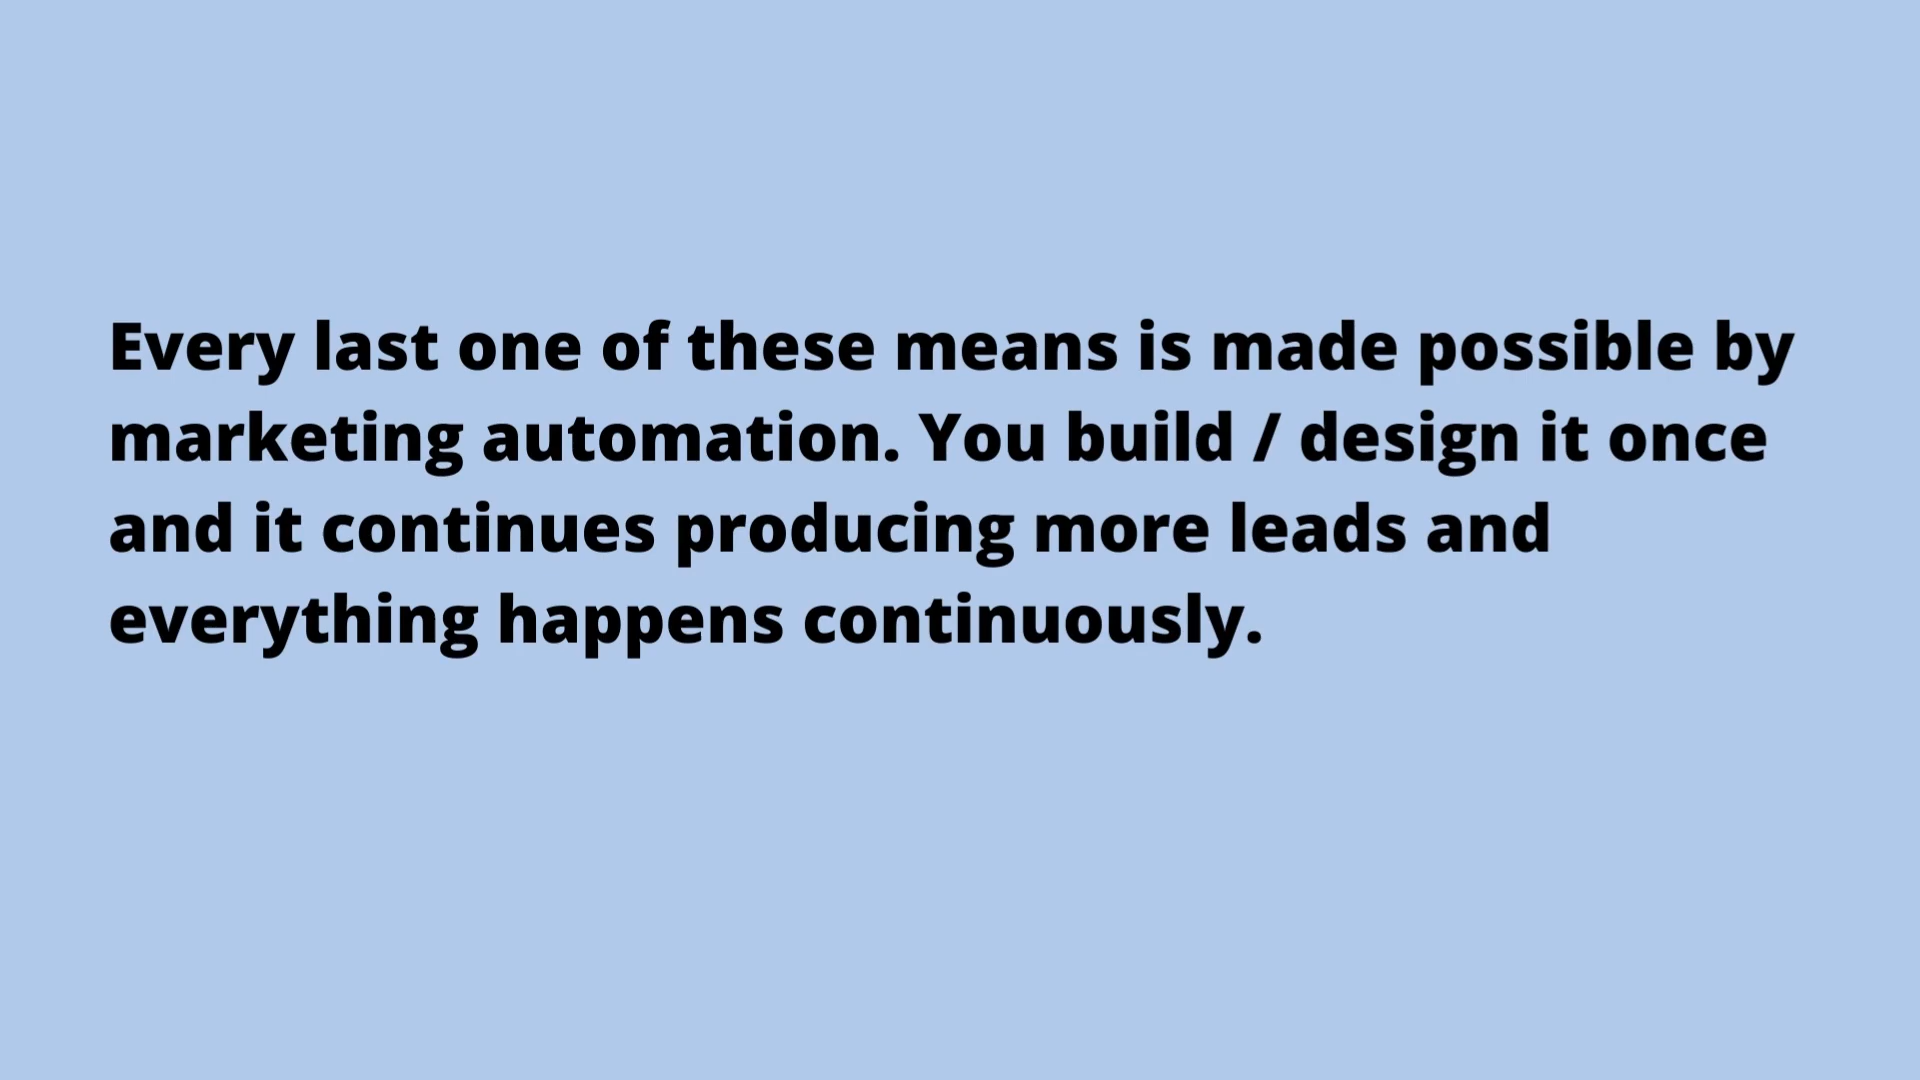 Every last one of these means is made possible by
marketing automation. You build / design it once
and it continues producing more leads and
everything happens continuously.